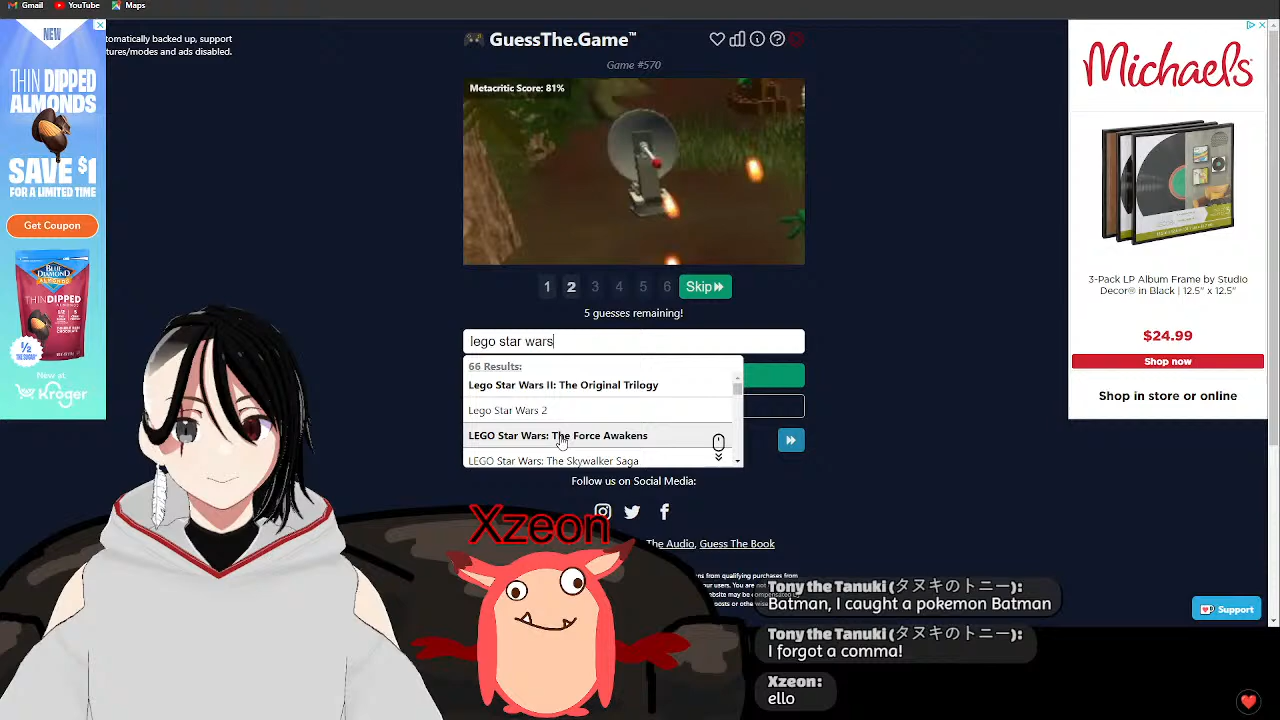 Gmail
YouTube
Maps
NEW
THIN DIPPED
ALMONDS
SAVE $1
FOR A LIMITED TIME
Get Coupon
BLUE DIAMOND
ALMONDS
THIN DIPPED
ALMONDS
1/2
New at
Kroger
tomatically backed up, support
tures/modes and ads disabled.
GuessThe.Game™
Game #570
Metacritic Score: 81%
1 2 3 4 5 6 Skip
5 guesses remaining!
lego star wars
66 Results:
Lego Star Wars II: The Original Trilogy
Lego Star Wars 2
LEGO Star Wars: The Force Awakens
LEGO Star Wars: The Skywalker Saga
Follow us on Social Media:
The Audio, Guess The Book
Michaels
3-Pack LP Album Frame by Studio
Decor® in Black | 12.5" x 12.5"
$24.99
Shop now
Shop in store or online
Support
Xzeon
Tony the Tanuki (タヌキのトニー):
Batman, I caught a pokemon Batman
Tony the Tanuki (タヌキのトニー):
I forgot a comma!
Xzeon:
ello